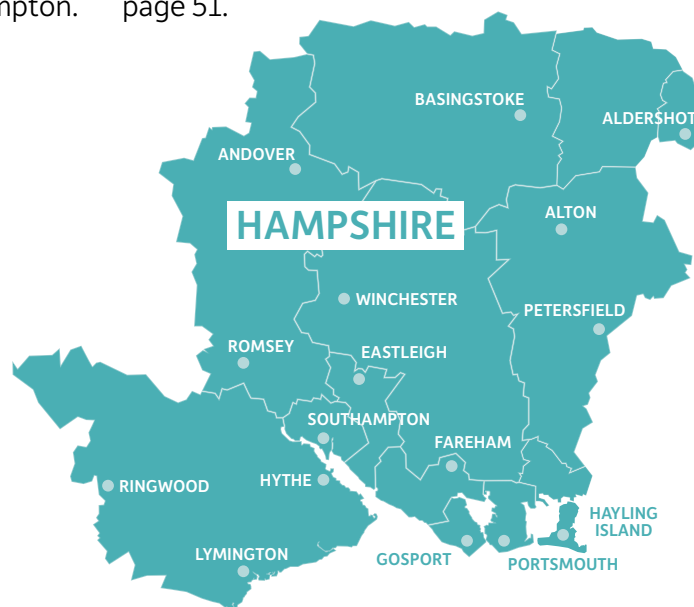 mpton. page 51.
BASINGSTOKE
ALDERSHOT
ANDOVER
HAMPSHIRE
ALTON
WINCHESTER
PETERSFIELD
ROMSEY
EASTLEIGH
SOUTHAMPTON
FAREHAM
HYTHE
RINGWOOD
HAYLING
ISLAND
LYMINGTON
GOSPORT
PORTSMOUTH